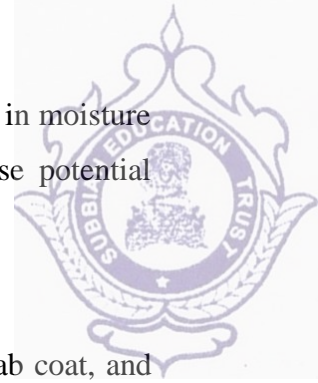 in moisture
se potential
SUBBIAH EDUCATION TRUST
ab coat, and